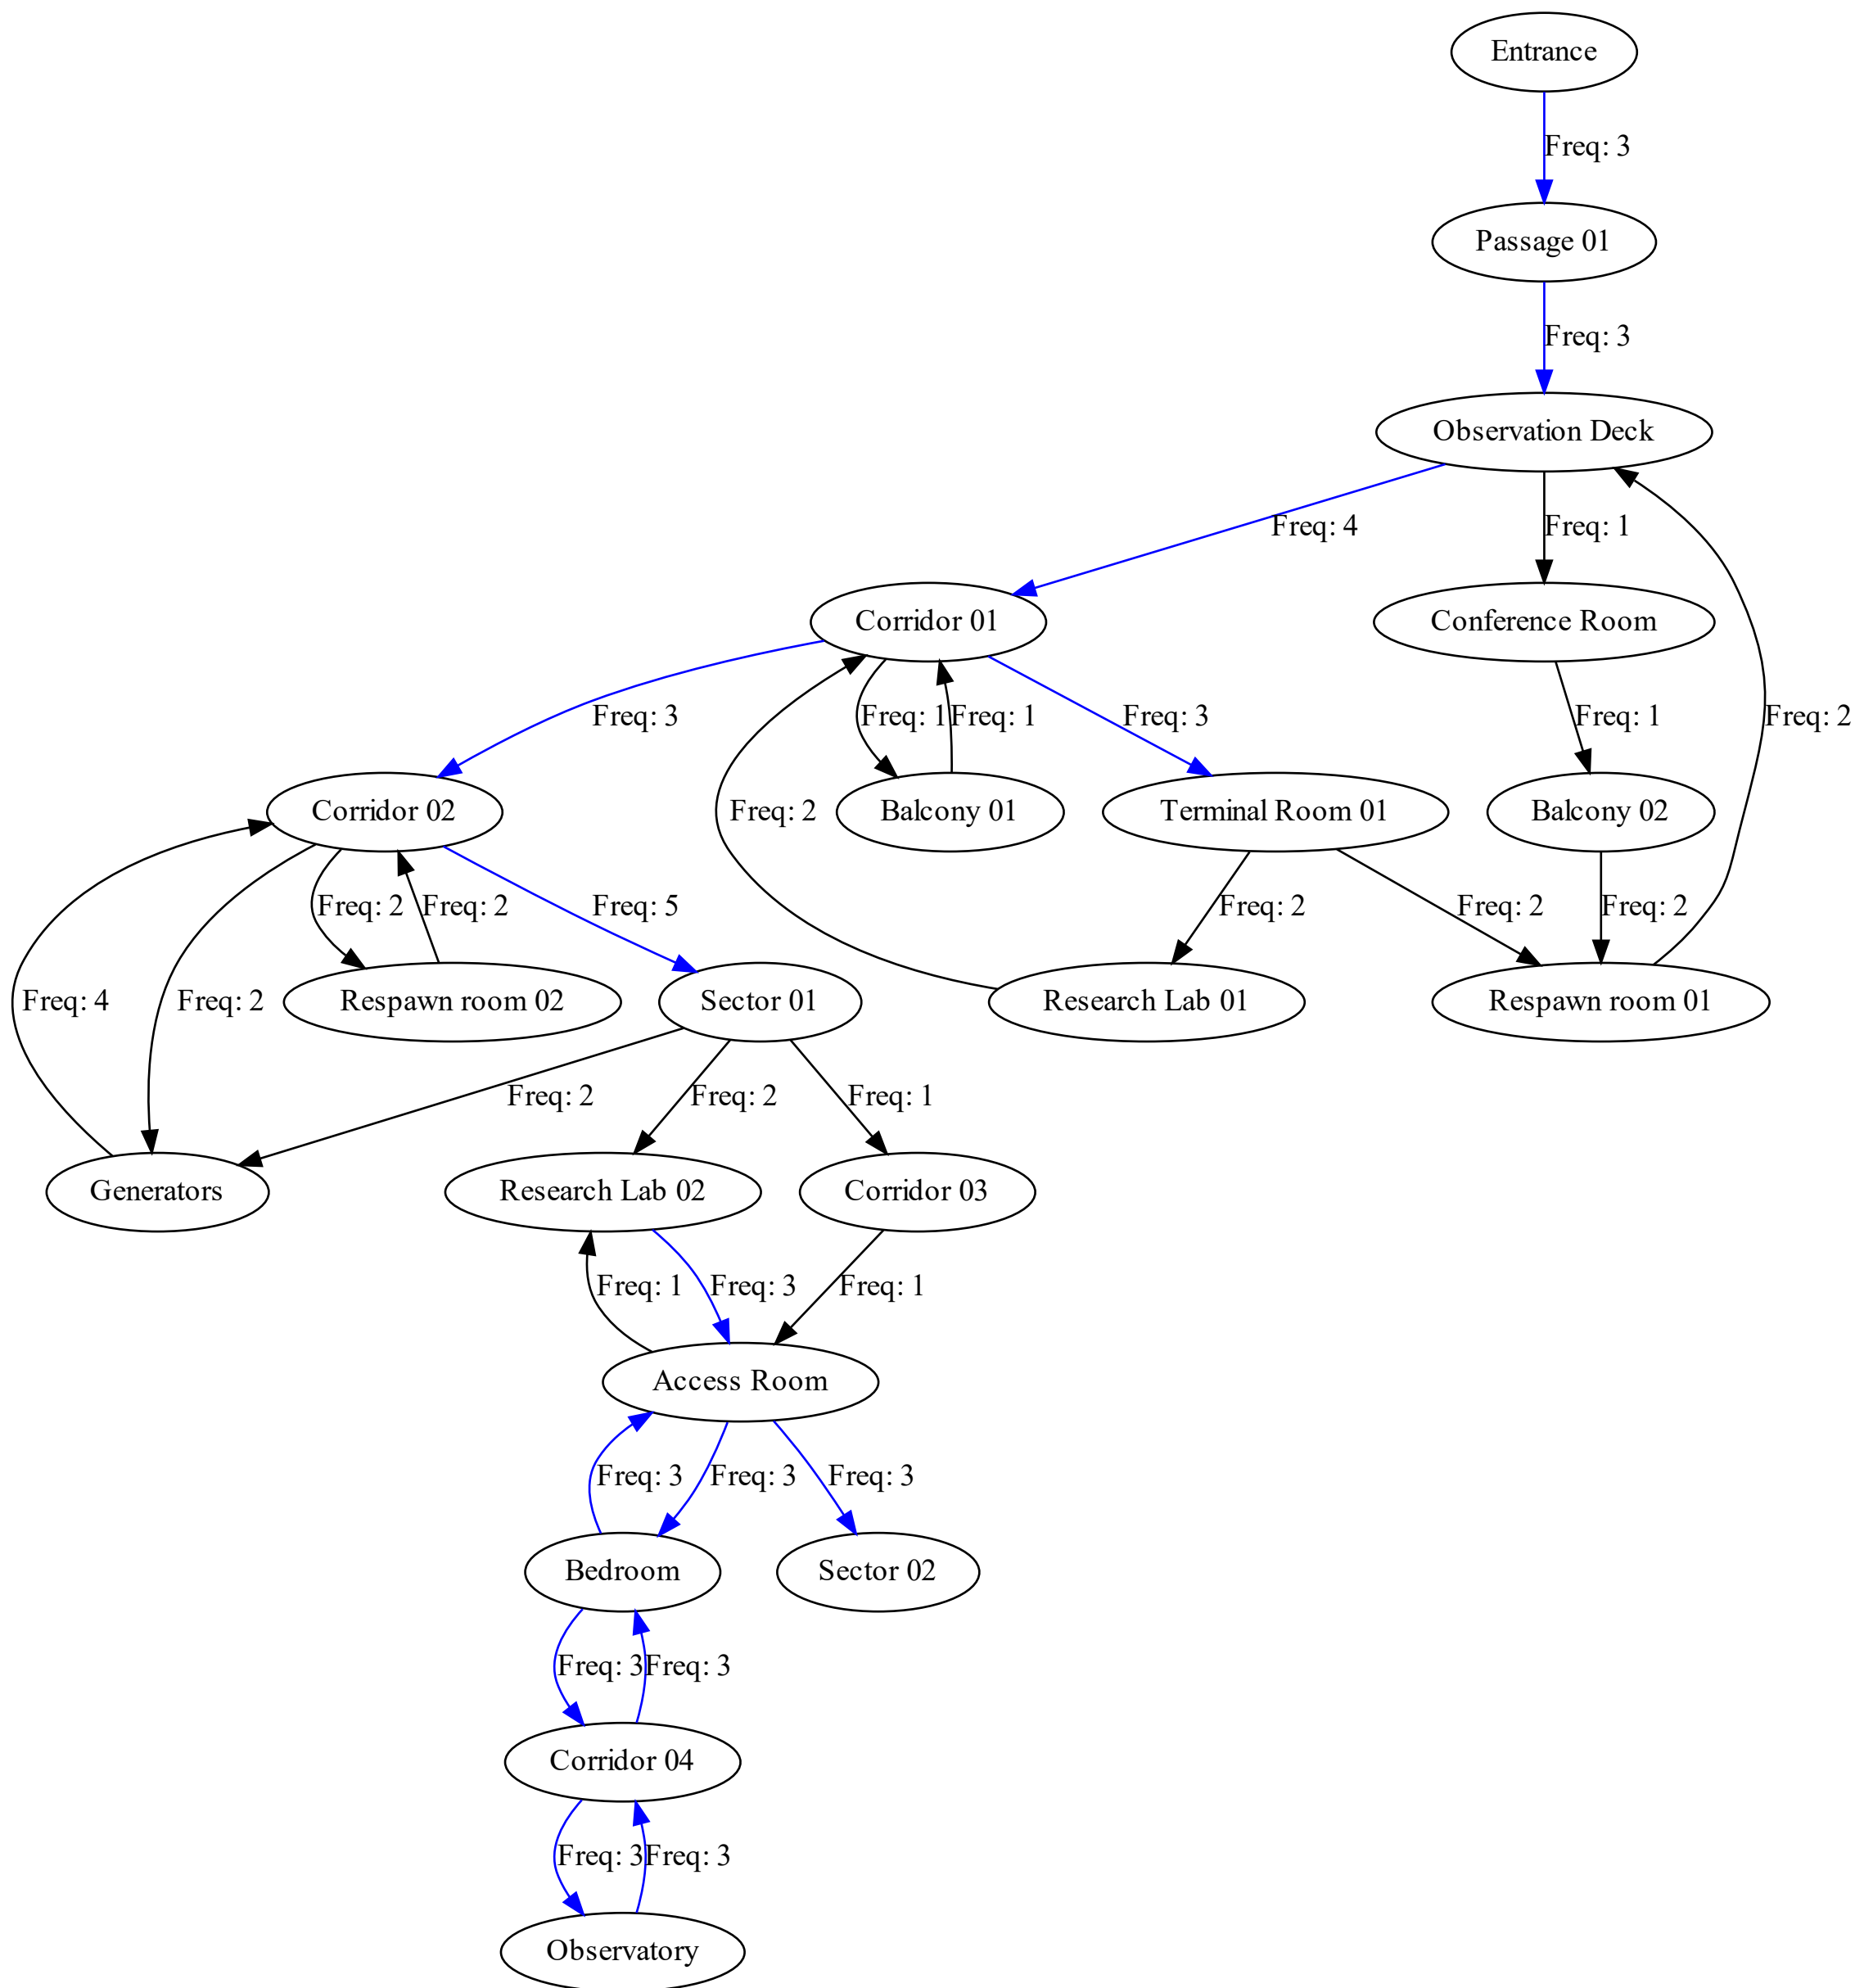 Entrance
Freq: 3
Passage 01
Freq: 3
Observation Deck
Freq: 4
Freq: 1
Corridor 01
Conference Room
Freq: 3
Freq: 1
Freq: 1
Freq: 3
Freq: 1
Freq: 2
Corridor 02
Freq: 2
Balcony 01
Terminal Room 01
Balcony 02
Freq: 2
Freq: 2
Freq: 5
Freq: 2
Freq: 2
Freq: 2
Freq: 4
Freq: 2
Respawn room 02
Sector 01
Research Lab 01
Respawn room 01
Freq: 2
Freq: 2
Freq: 1
Generators
Research Lab 02
Corridor 03
Freq: 1
Freq: 3
Freq: 1
Access Room
Freq: 3
Freq: 3
Freq: 3
Bedroom
Sector 02
Freq: 3
Freq: 3
Corridor 04
Freq: 3
Freq: 3
Observatory